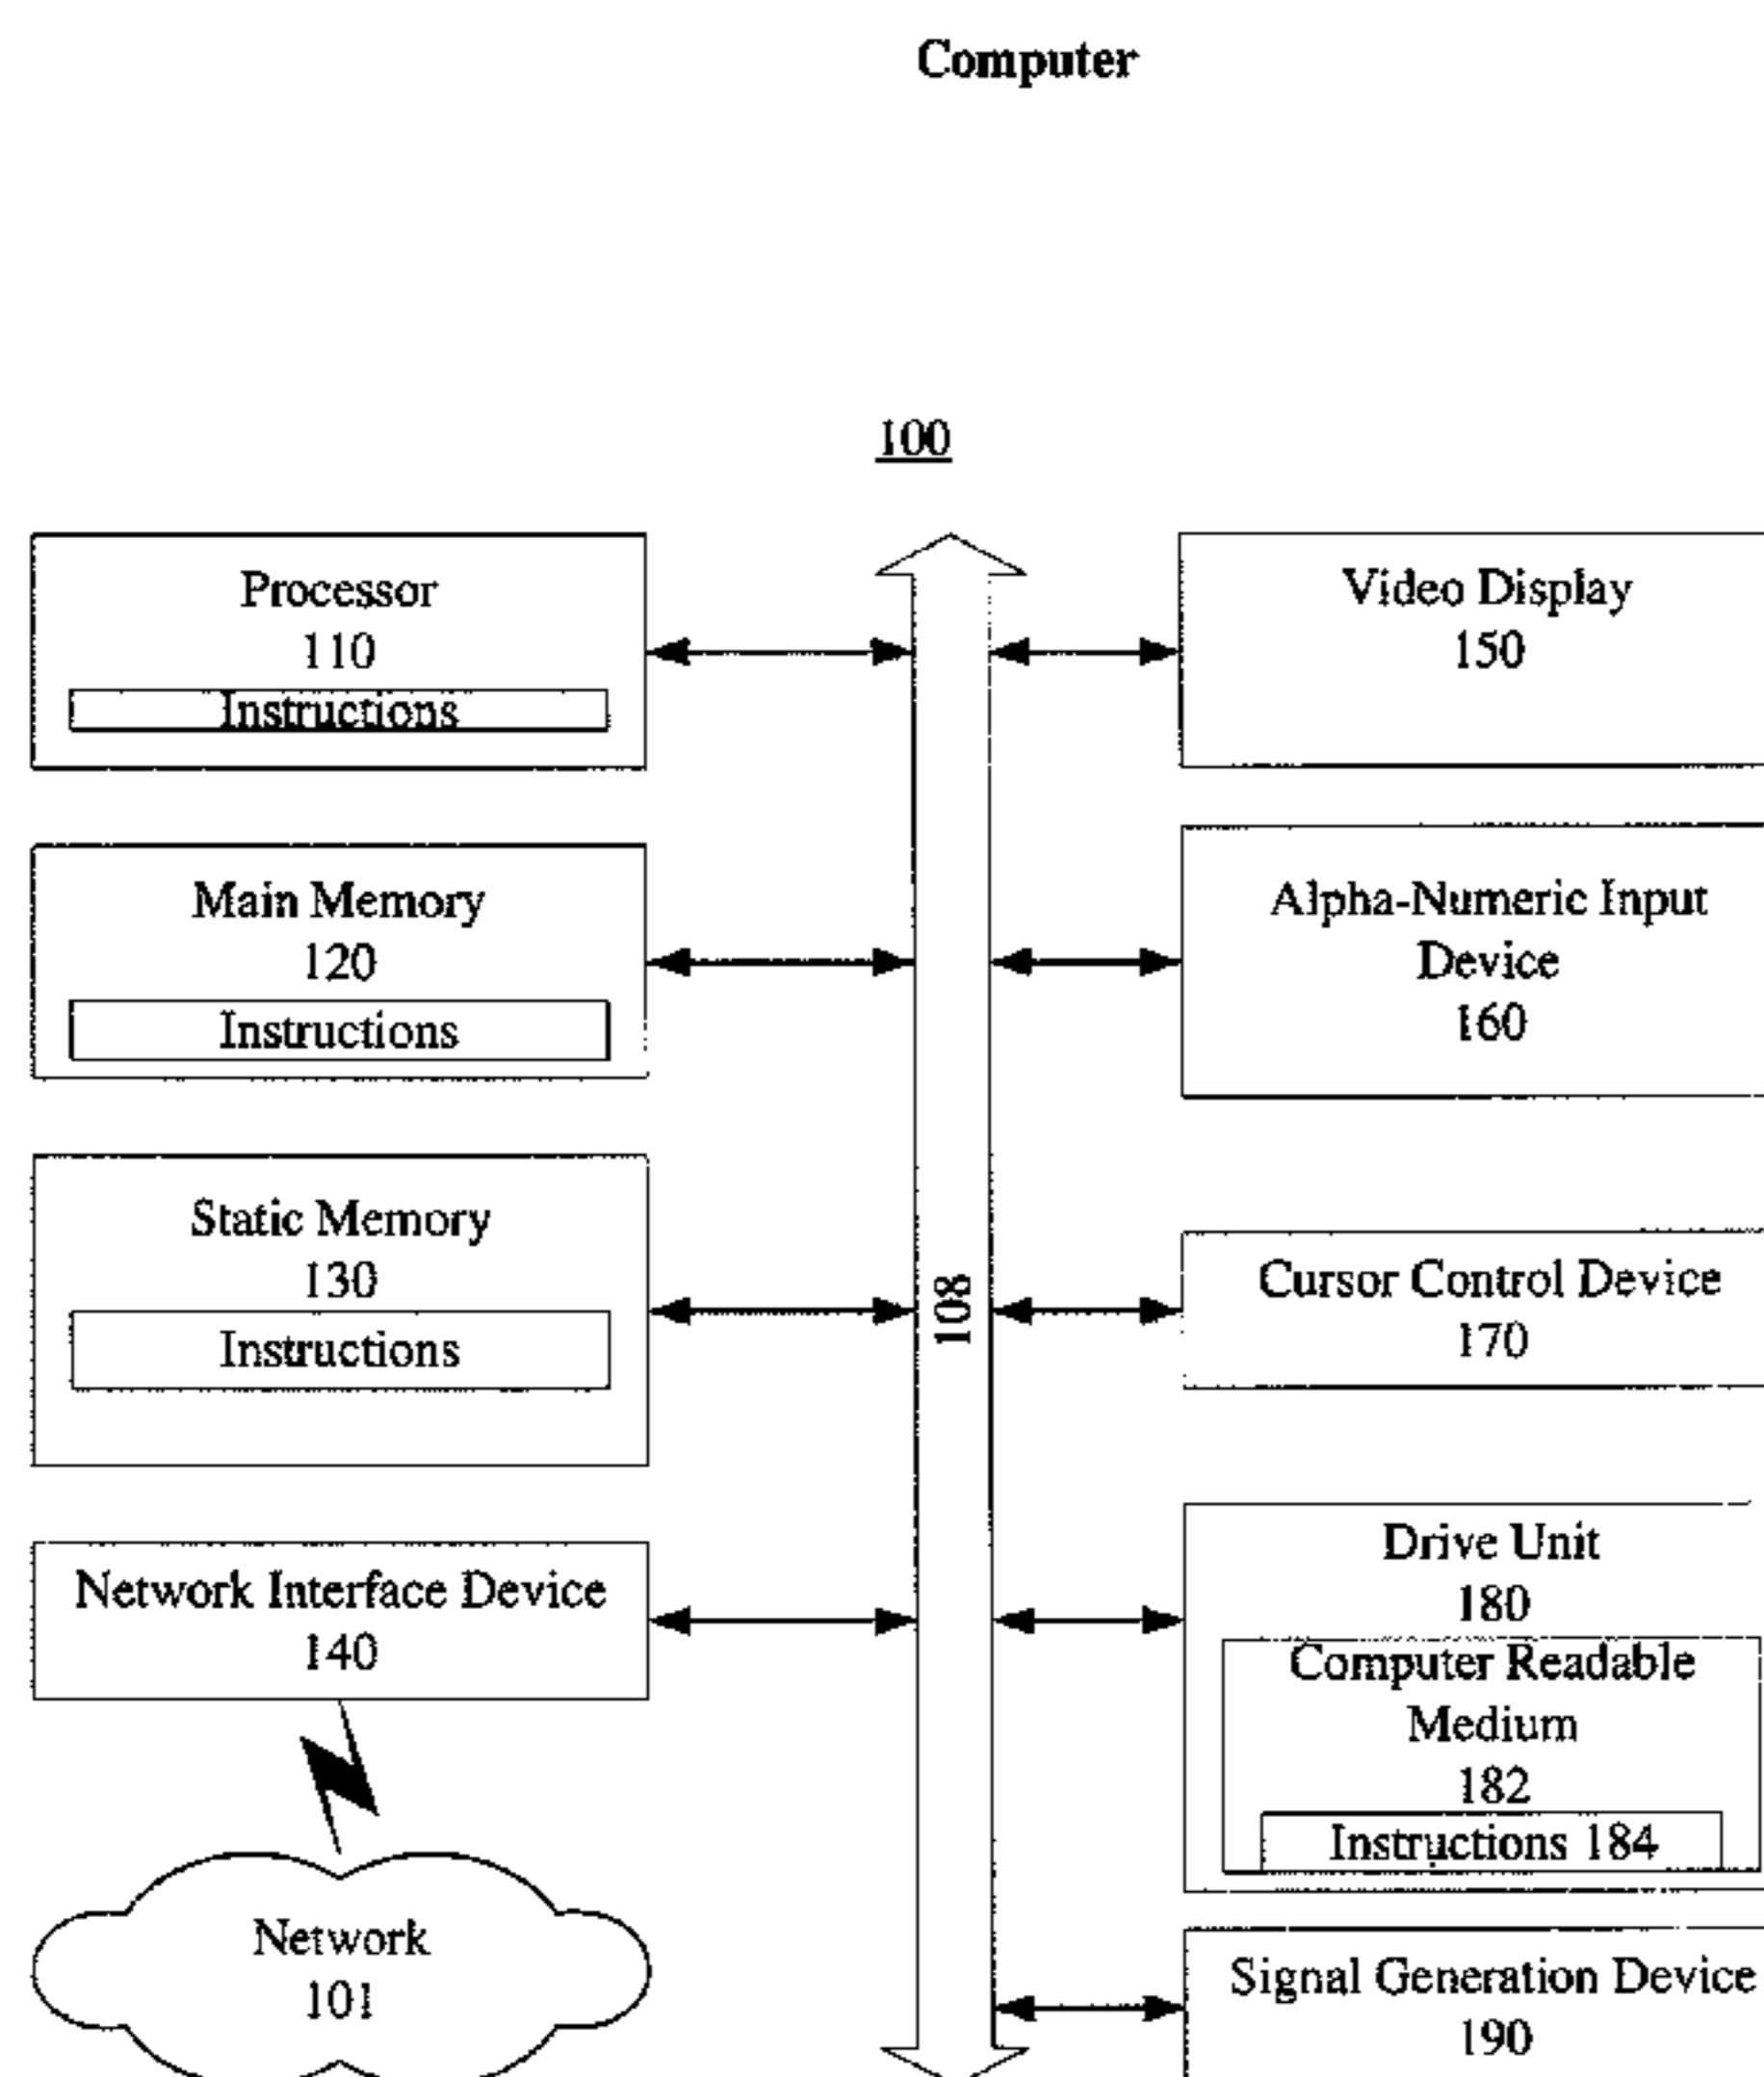 Computer
100
Processor
110
Instructions
Main Memory
120
Instructions
Static Memory
130
Instructions
Network Interface Device
140
Network
101
108
Video Display
150
Alpha-Numeric Input
Device
160
Cursor Control Device
170
Drive Unit
180
Computer Readable
Medium
182
Instructions 184
Signal Generation Device
190